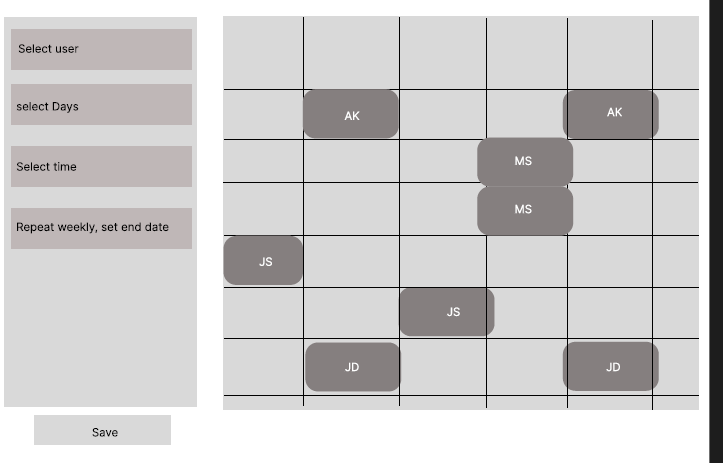 Select user
select Days
Select time
Repeat weekly, set end date
Save
AK
AK
MS
MS
JS
JS
JD
JD